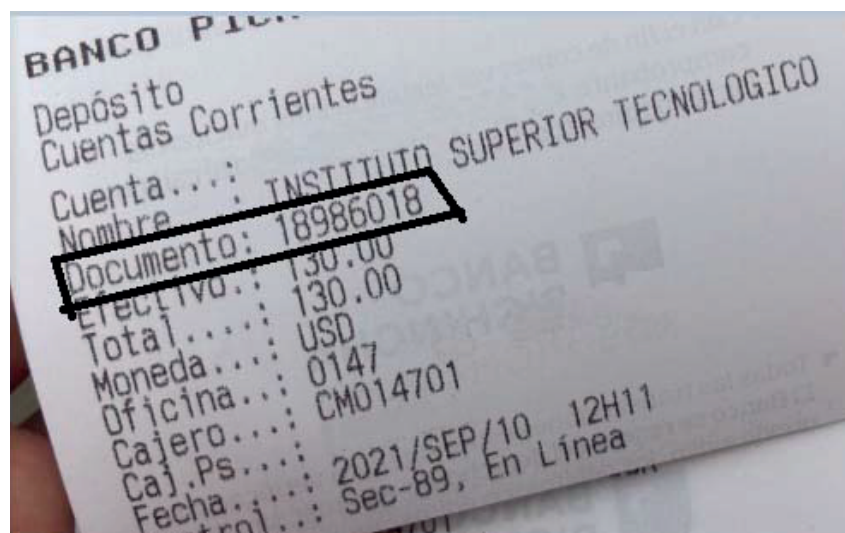 BANCO
Depósito
Cuentas Corrientes
Cuenta...:
Nombre...: INSTITUTO SUPERIOR TECNOLOGICO
Documento: 18986018
Efectivo.: 130.00
Total....: 130.00
Moneda...: USD
Oficina..: 0147
Cajero...: CM014701
Caj.Ps...:
Fecha....: 2021/SEP/10 12H11
Sec-89, En Línea
BANCO